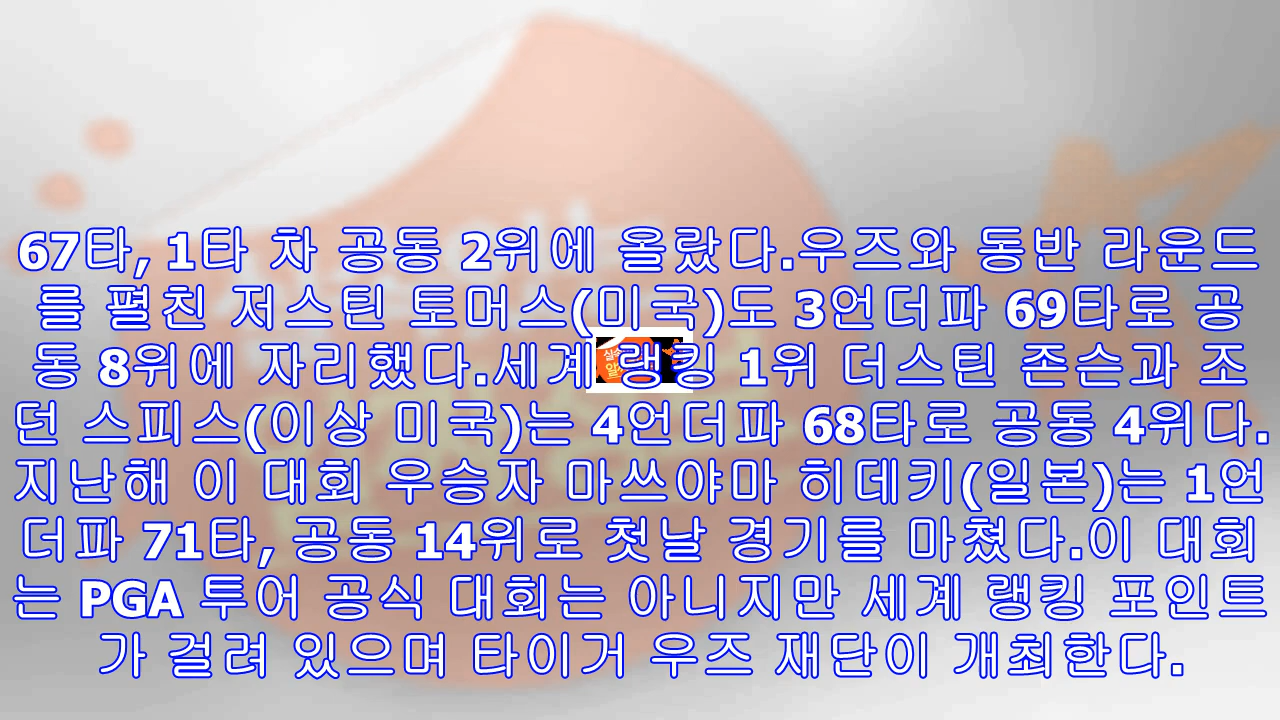 67타, 1타 차 공동 2위에 올랐다.우즈와 동반 라운드
를 펼친 저스틴 토머스(미국)도 3언더파 69타로 공
동 8위에 자리했다.세계 랭킹 1위 더스틴 존슨과 조
던 스피스(이상 미국)는 4언더파 68타로 공동 4위다.
지난해 이 대회 우승자 마쓰야마 히데키(일본)는 1언
더파 71타, 공동 14위로 첫날 경기를 마쳤다.이 대회
는 PGA 투어 공식 대회는 아니지만 세계 랭킹 포인트
가 걸려 있으며 타이거 우즈 재단이 개최한다.